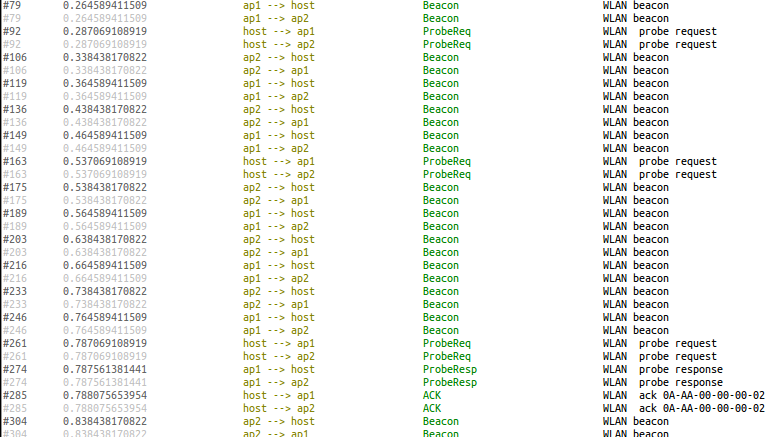 #79 0.264589411509 ap1 --> host Beacon WLAN beacon
#79 0.264589411509 ap1 --> ap2 Beacon WLAN beacon
#92 0.287069108919 host --> ap1 ProbeReq WLAN probe request
#92 0.287069108919 host --> ap2 ProbeReq WLAN probe request
#106 0.338438170822 ap2 --> host Beacon WLAN beacon
#106 0.338438170822 ap2 --> ap1 Beacon WLAN beacon
#119 0.364589411509 ap1 --> host Beacon WLAN beacon
#119 0.364589411509 ap1 --> ap2 Beacon WLAN beacon
#136 0.438438170822 ap2 --> host Beacon WLAN beacon
#136 0.438438170822 ap2 --> ap1 Beacon WLAN beacon
#149 0.464589411509 ap1 --> host Beacon WLAN beacon
#149 0.464589411509 ap1 --> ap2 Beacon WLAN beacon
#163 0.537069108919 host --> ap1 ProbeReq WLAN probe request
#163 0.537069108919 host --> ap2 ProbeReq WLAN probe request
#175 0.538438170822 ap2 --> host Beacon WLAN beacon
#175 0.538438170822 ap2 --> ap1 Beacon WLAN beacon
#189 0.564589411509 ap1 --> host Beacon WLAN beacon
#189 0.564589411509 ap1 --> ap2 Beacon WLAN beacon
#203 0.638438170822 ap2 --> host Beacon WLAN beacon
#203 0.638438170822 ap2 --> ap1 Beacon WLAN beacon
#216 0.664589411509 ap1 --> host Beacon WLAN beacon
#216 0.664589411509 ap1 --> ap2 Beacon WLAN beacon
#233 0.738438170822 ap2 --> host Beacon WLAN beacon
#233 0.738438170822 ap2 --> ap1 Beacon WLAN beacon
#246 0.764589411509 ap1 --> host Beacon WLAN beacon
#246 0.764589411509 ap1 --> ap2 Beacon WLAN beacon
#261 0.787069108919 host --> ap1 ProbeReq WLAN probe request
#261 0.787069108919 host --> ap2 ProbeReq WLAN probe request
#274 0.787561381441 ap1 --> host ProbeResp WLAN probe response
#274 0.787561381441 ap1 --> ap2 ProbeResp WLAN probe response
#285 0.788075653954 host --> ap1 ACK WLAN ack 0A-AA-00-00-00-02
#285 0.788075653954 host --> ap2 ACK WLAN ack 0A-AA-00-00-00-02
#304 0.838438170822 ap2 --> host Beacon WLAN beacon
#304 0.838438170822 ap2 --> ap1 Beacon WLAN beacon